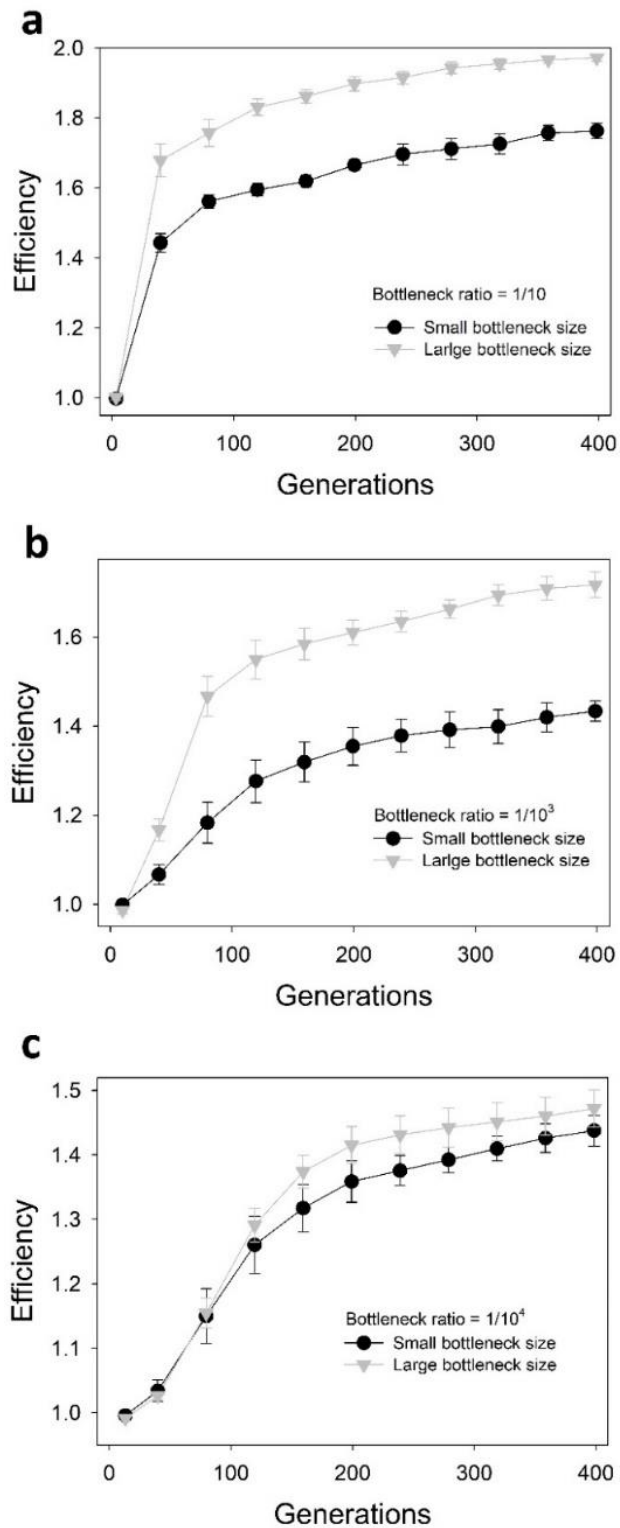 a
2.0
1.8
1.6
1.4
1.2
1.0
Efficiency
Bottleneck ratio = 1/10
Small bottleneck size
Larlge bottleneck size
0 100 200 300 400
Generations
b
1.6
1.4
1.2
1.0
Efficiency
Bottleneck ratio = 1/10³
Small bottleneck size
Larlge bottleneck size
0 100 200 300 400
Generations
c
1.5
1.4
1.3
1.2
1.1
1.0
Efficiency
Bottleneck ratio = 1/10⁴
Small bottleneck size
Large bottleneck size
0 100 200 300 400
Generations